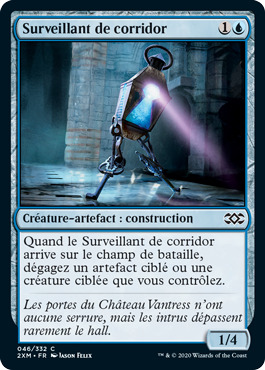 Surveillant de corridor 1
Créature-artefact : construction
Quand le Surveillant de corridor
arrive sur le champ de bataille,
dégagez un artefact ciblé ou une
créature ciblée que vous contrôlez.
Les portes du Château Vantress n'ont
aucune serrure, mais les intrus dépassent
rarement le hall.
1/4
046/332 C
2XM • FR Jason Felix
™ & © 2020 Wizards of the Coast